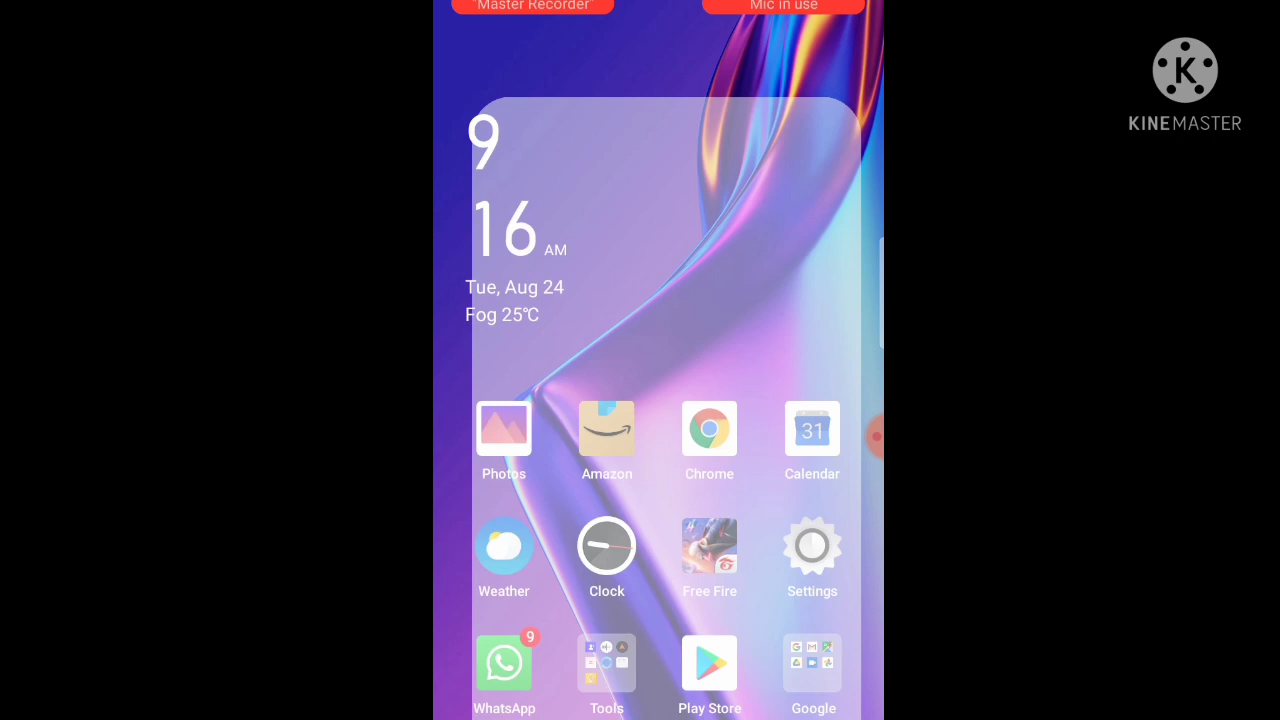 "Master Recorder"
Mic in use
K
KINEMASTER
9
16 AM
Tue, Aug 24
Fog 25℃
31
Photos
Amazon
Chrome
Calendar
Weather
Clock
Free Fire
Settings
9
WhatsApp
Tools
Play Store
Google